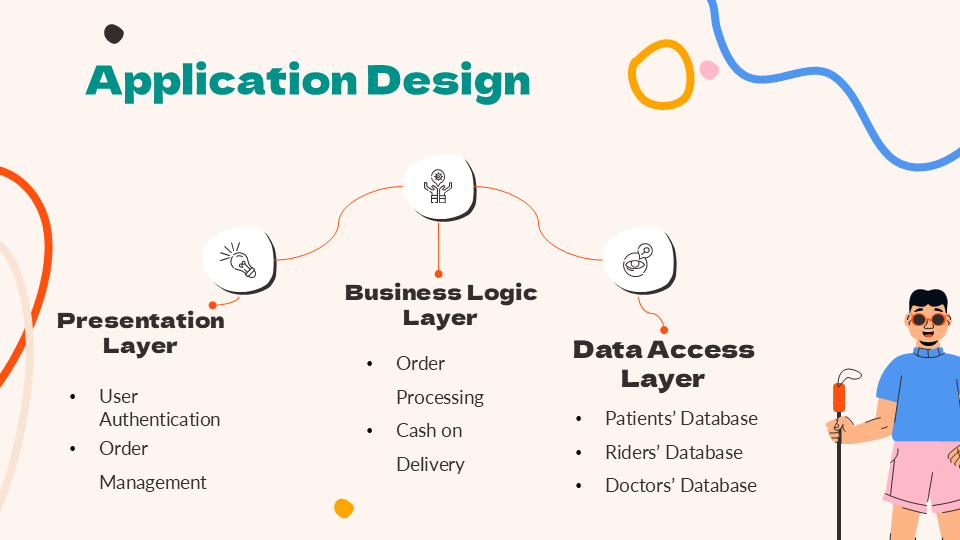 Application Design
Presentation
Layer
• User
Authentication
• Order
Management
Business Logic
Layer
• Order
Processing
• Cash on
Delivery
Data Access
Layer
• Patients’ Database
• Riders’ Database
• Doctors’ Database